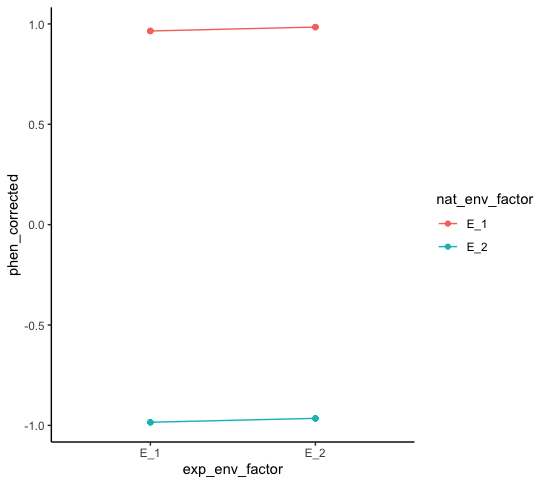 1.0
0.5
0.0
-0.5
-1.0
phen_corrected
E_1 E_2
exp_env_factor
nat_env_factor
E_1
E_2